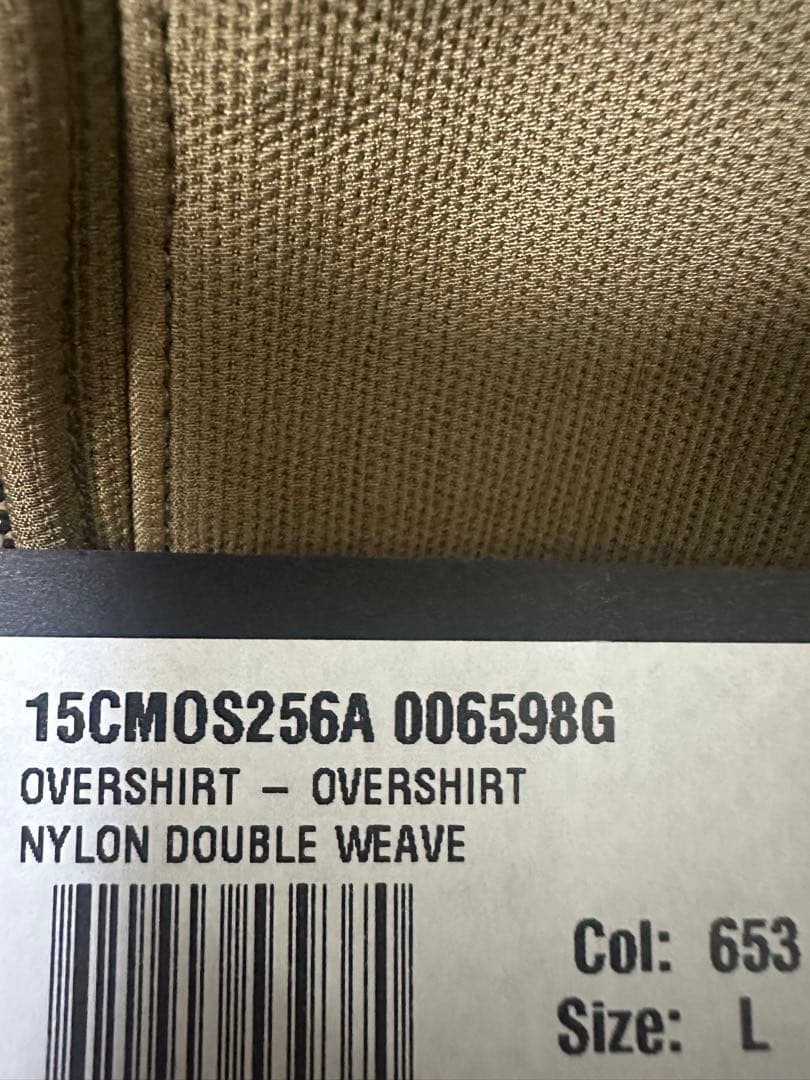 15CMOS256A 006598G
OVERSHIRT – OVERSHIRT
NYLON DOUBLE WEAVE
Col: 653
Size: L